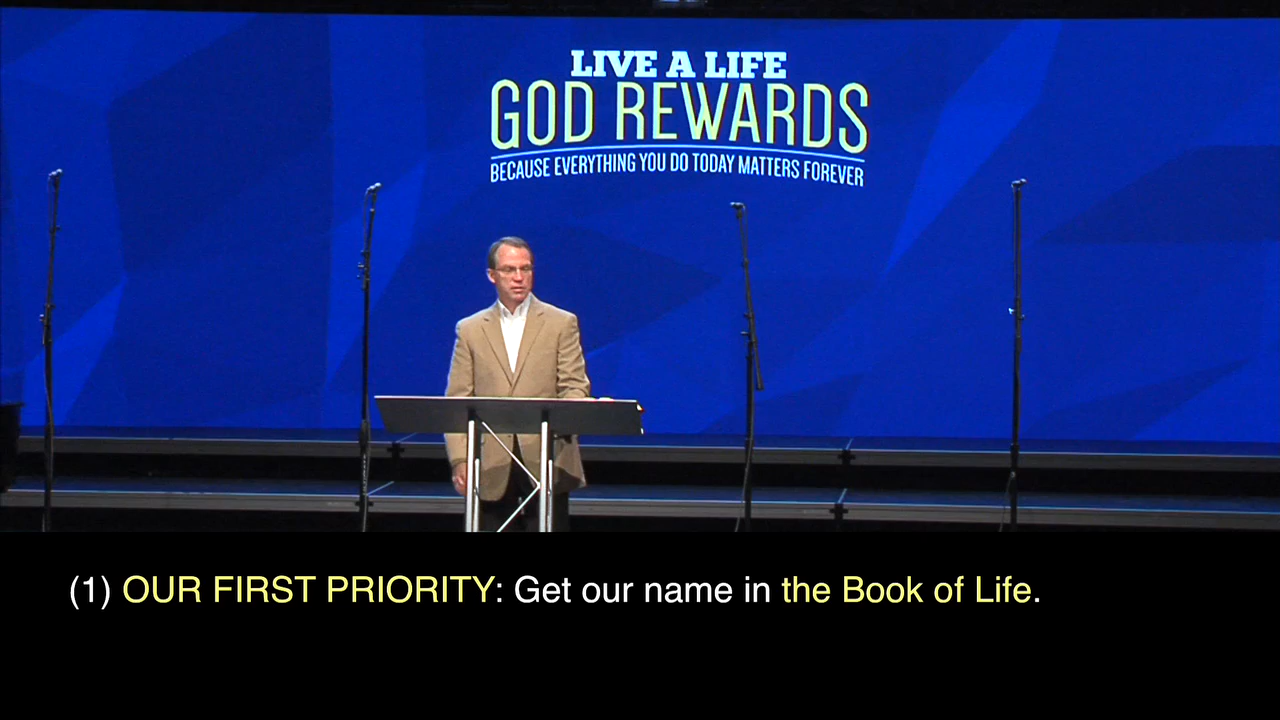 LIVE A LIFE
GOD REWARDS
BECAUSE EVERYTHING YOU DO TODAY MATTERS FOREVER
(1) OUR FIRST PRIORITY: Get our name in the Book of Life.